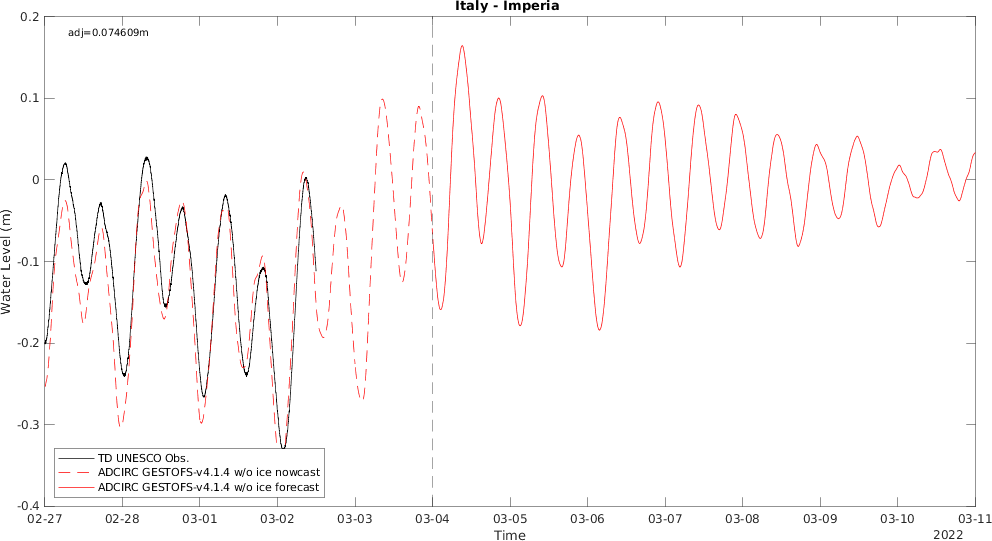 Italy - Imperia
adj=0.074609m
0.2
0.1
0
-0.1
-0.2
-0.3
-0.4
Water Level (m)
TD UNESCO Obs.
ADCIRC GESTOFS-v4.1.4 w/o ice nowcast
ADCIRC GESTOFS-v4.1.4 w/o ice forecast
02-27 02-28 03-01 03-02 03-03 03-04 03-05 03-06 03-07 03-08 03-09 03-10 03-11
Time
2022